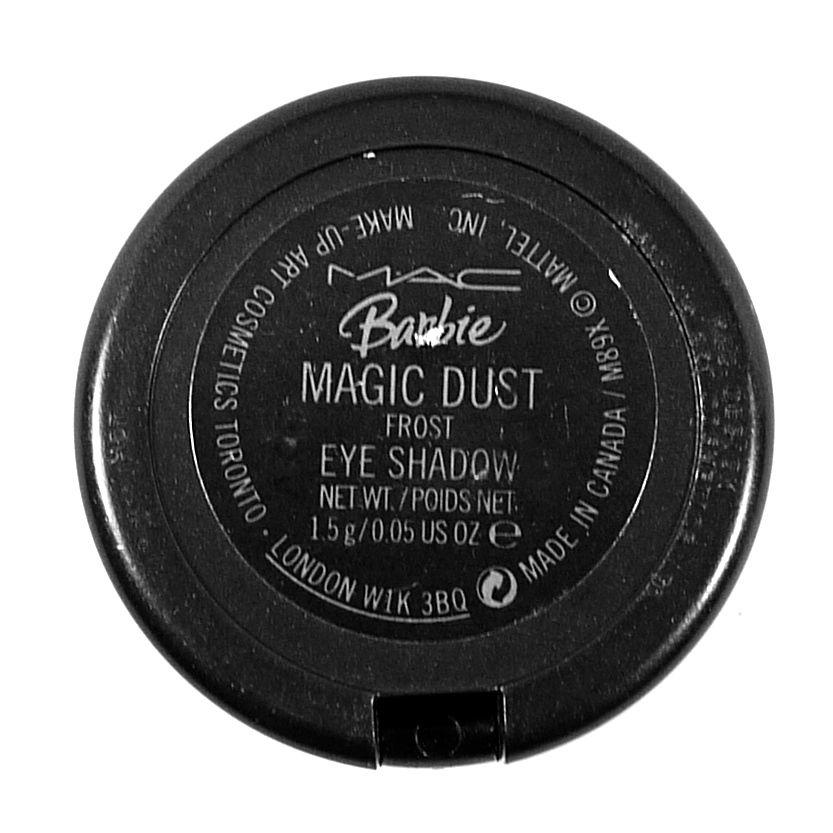 MAC
Barbie
MAGIC DUST
FROST
EYE SHADOW
NET WT. / POIDS NET.
1.5 g / 0.05 US OZ ℮
MAKE-UP ART COSMETICS TORONTO · LONDON W1K 3BQ
MADE IN CANADA / M89X © MATTEL, INC.